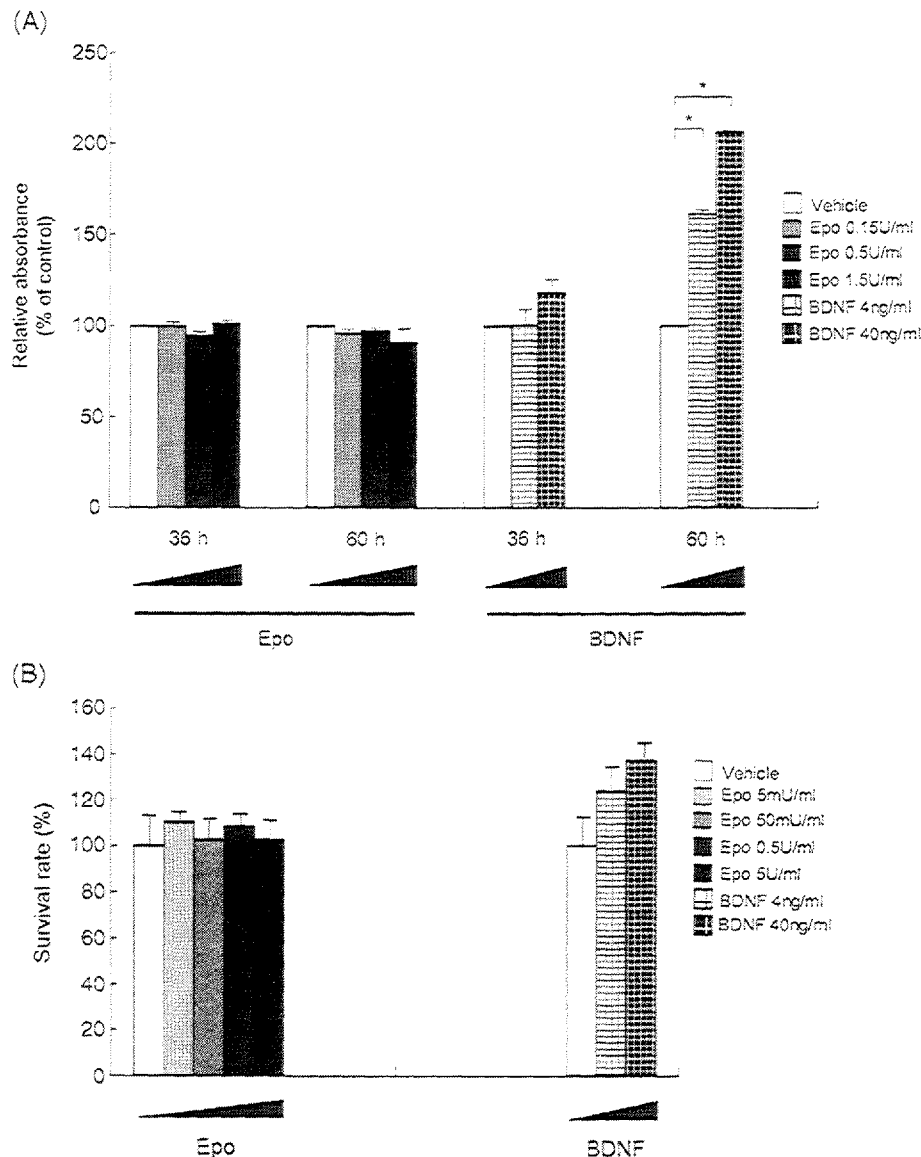 (A)
250
200
150
100
50
0
Relative absorbance
(% of control)
* 
*
Vehicle
Epo 0.15U/ml
Epo 0.5U/ml
Epo 1.5U/ml
BDNF 4ng/ml
BDNF 40ng/ml
36 h 60 h 36 h 60 h
Epo BDNF
(B)
160
140
120
100
80
60
40
20
0
Survival rate (%)
Vehicle
Epo 5mU/ml
Epo 50mU/ml
Epo 0.5U/ml
Epo 5U/ml
BDNF 4ng/ml
BDNF 40ng/ml
Epo BDNF